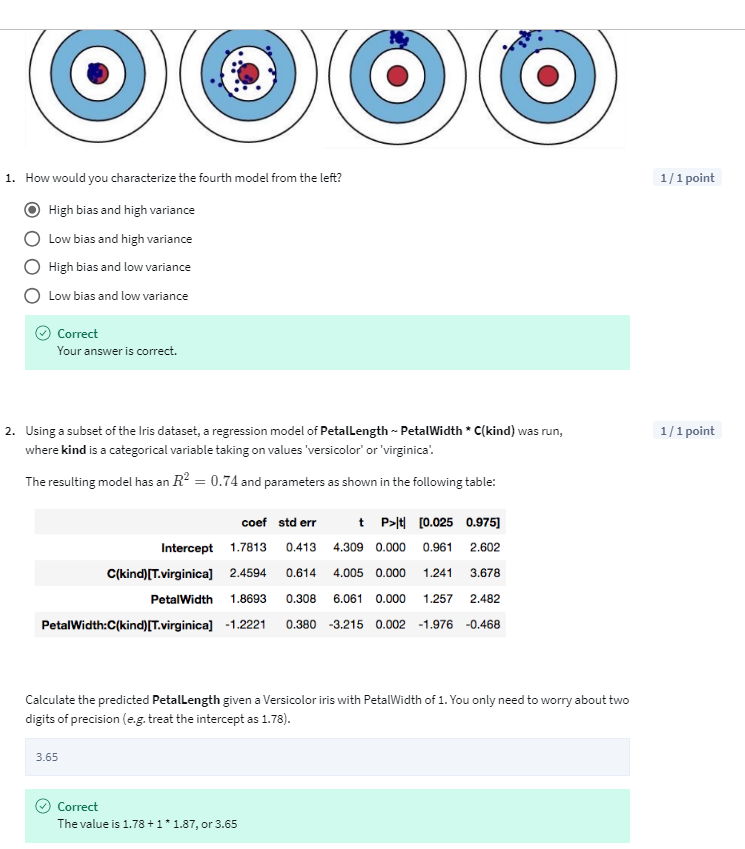 1. How would you characterize the fourth model from the left?
1 / 1 point
High bias and high variance
Low bias and high variance
High bias and low variance
Low bias and low variance
Correct
Your answer is correct.
2. Using a subset of the Iris dataset, a regression model of PetalLength ~ PetalWidth * C(kind) was run,
1 / 1 point
where kind is a categorical variable taking on values 'versicolor' or 'virginica'.
The resulting model has an R² = 0.74 and parameters as shown in the following table:
coef std err t P>|t| [0.025 0.975]
Intercept 1.7813 0.413 4.309 0.000 0.961 2.602
C(kind)[T.virginica] 2.4594 0.614 4.005 0.000 1.241 3.678
PetalWidth 1.8693 0.308 6.061 0.000 1.257 2.482
PetalWidth:C(kind)[T.virginica] -1.2221 0.380 -3.215 0.002 -1.976 -0.468
Calculate the predicted PetalLength given a Versicolor iris with PetalWidth of 1. You only need to worry about two
digits of precision (e.g. treat the intercept as 1.78).
3.65
Correct
The value is 1.78 + 1 * 1.87, or 3.65